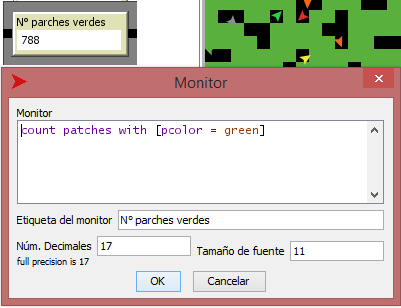 Nº parches verdes
788
Monitor
Monitor
count patches with [pcolor = green]
Etiqueta del monitor
Nº parches verdes
Núm. Decimales
17
full precision is 17
Tamaño de fuente
11
OK
Cancelar